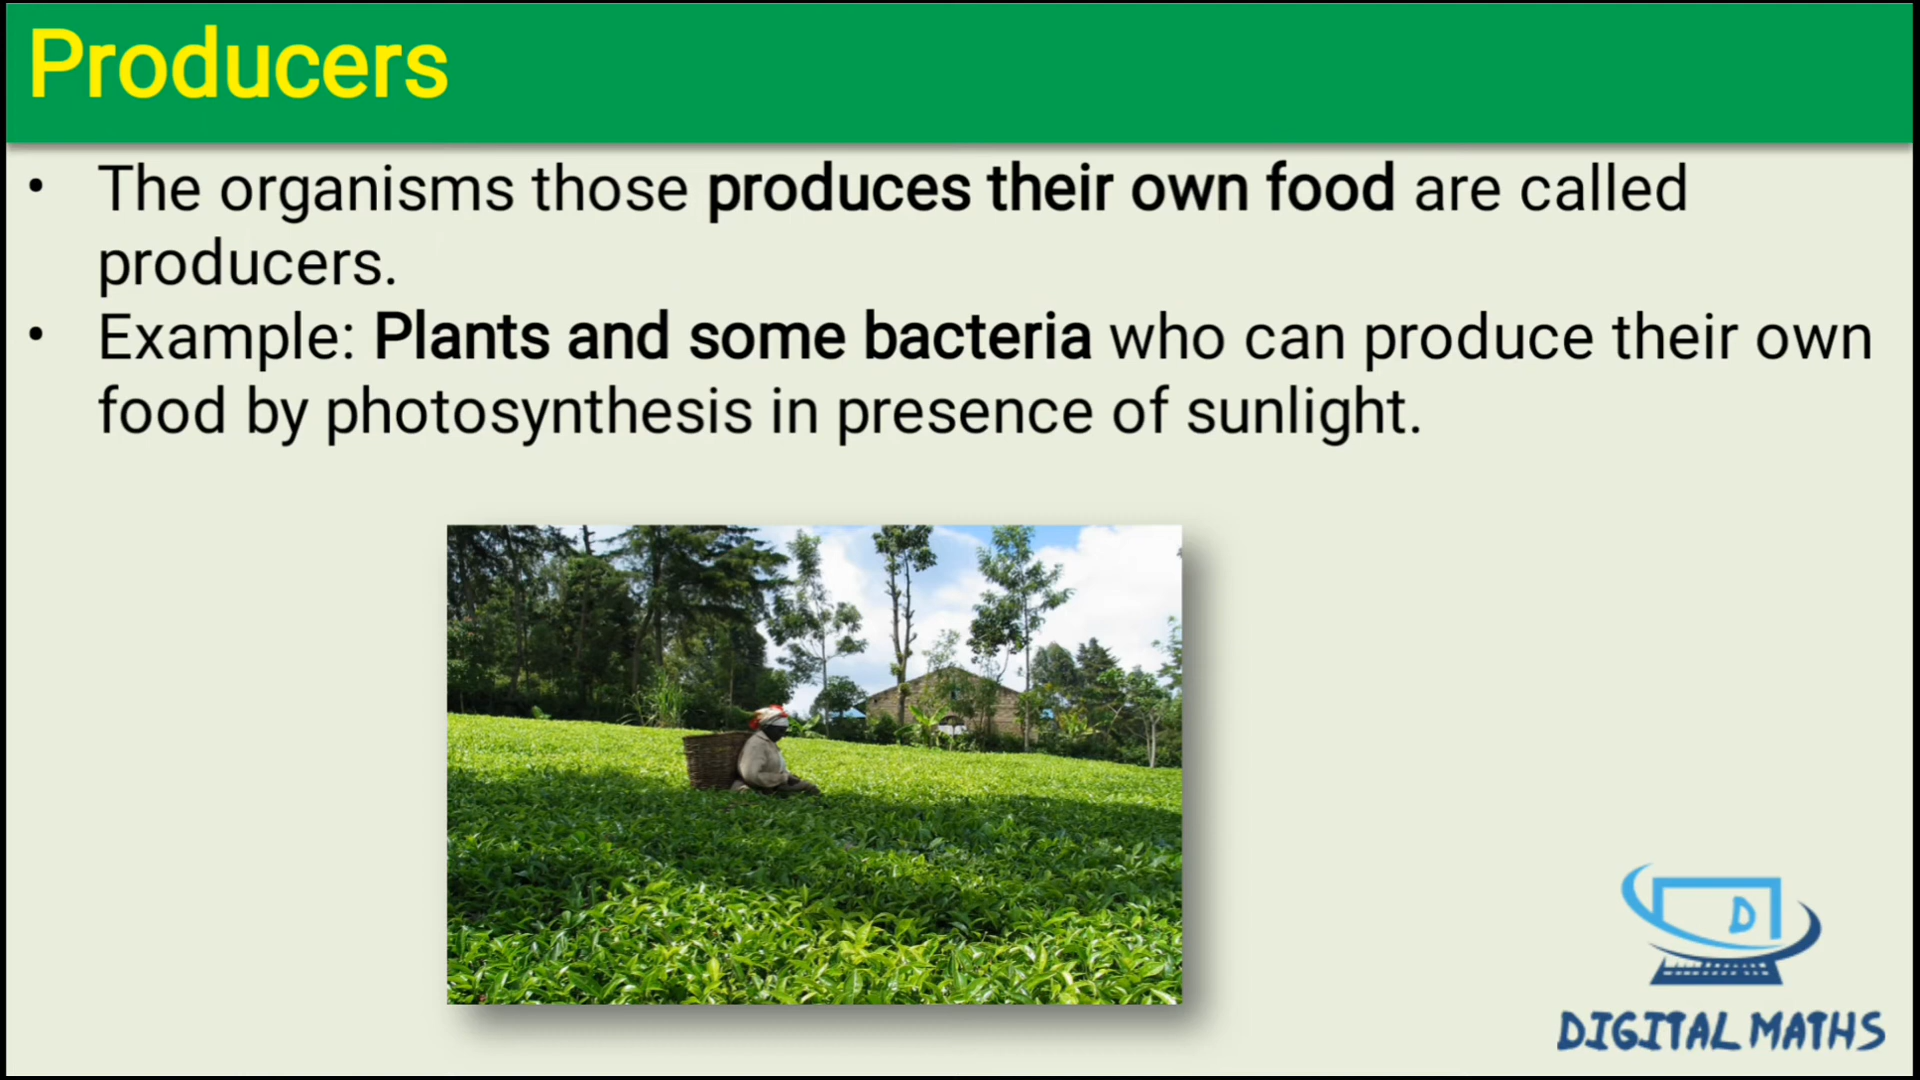 Producers
• The organisms those produces their own food are called
producers.
• Example: Plants and some bacteria who can produce their own
food by photosynthesis in presence of sunlight.
D
DIGITAL MATHS